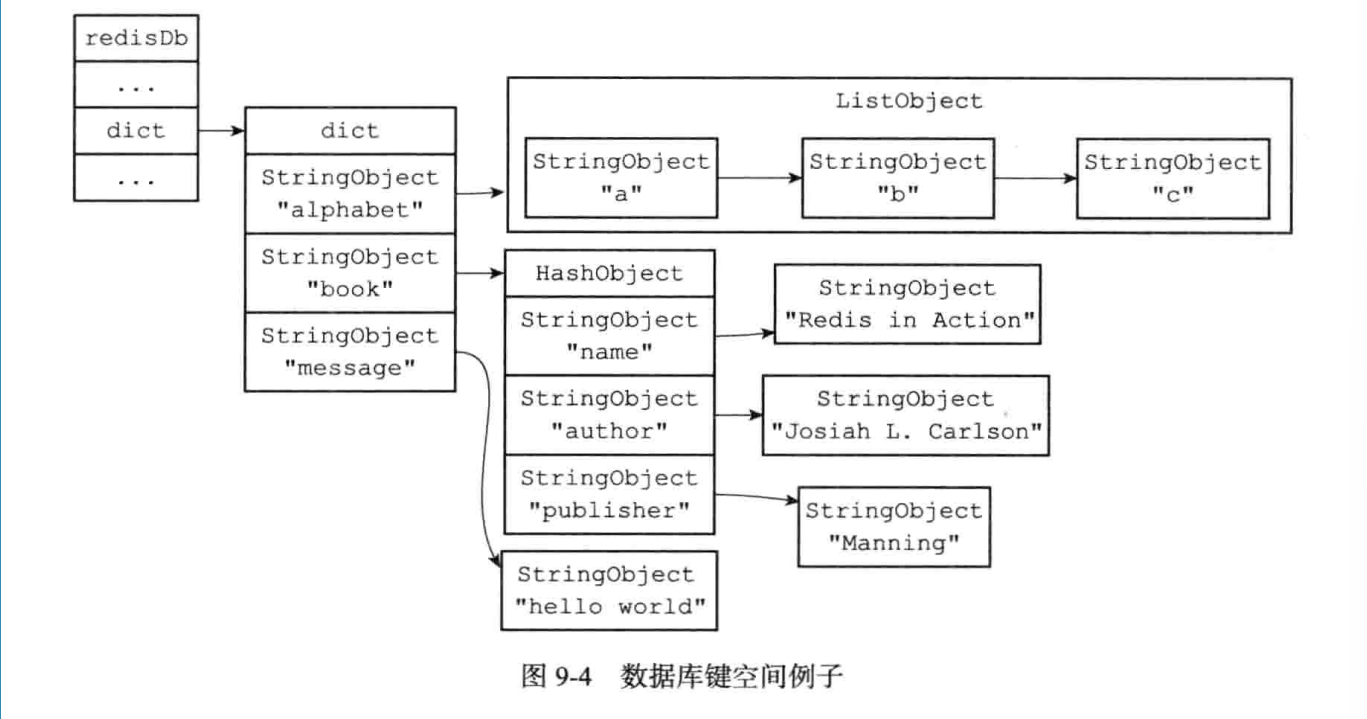 redisDb
...
dict
...
dict
StringObject
"alphabet"
StringObject
"book"
StringObject
"message"
ListObject
StringObject
"a"
StringObject
"b"
StringObject
"c"
HashObject
StringObject
"name"
StringObject
"author"
StringObject
"publisher"
StringObject
"Redis in Action"
StringObject
"Josiah L. Carlson"
StringObject
"Manning"
StringObject
"hello world"
图 9-4 数据库键空间例子